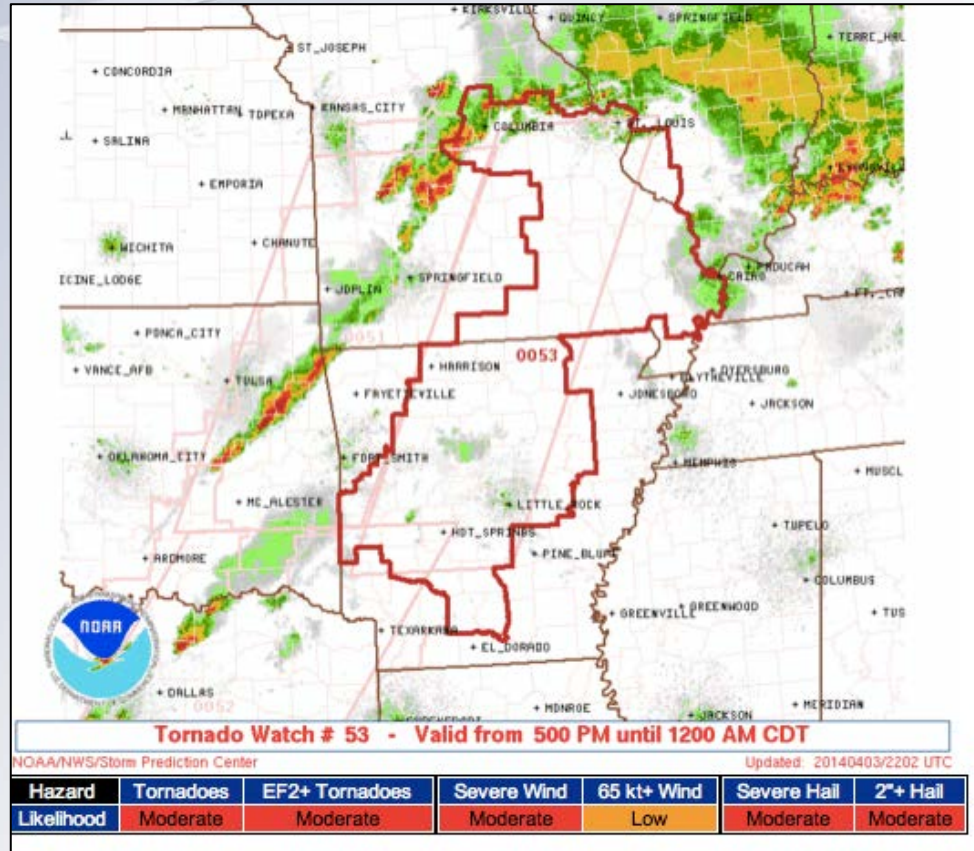 + KIRKSVILLE
+ QUINCY + SPRINGFIELD
+ TERRE_HAU
+ ST_JOSEPH
+ CONCORDIA
+ MANHATTAN + TOPEKA + KANSAS_CITY
+ COLUMBIA + ST. LOUIS
+ SALINA
+ EMPORIA
EVANSVILLE
+ WICHITA + CHANUTE
ICINE_LODGE + JOPLIN + SPRINGFIELD
+ CAIRO + PADUCAH
+ PONCA_CITY 0051
0053
+ VANCE_AFB + TULSA + HARRISON
+ FAYETTEVILLE + JONESBORO + BLYTHEVILLE + DYERSBURG
+ JACKSON
+ OKLAHOMA_CITY + FORT_SMITH + MEMPHIS
+ MUSCL
+ MC_ALESTER + LITTLE_ROCK
+ HOT_SPRINGS + TUPELO
+ ARDMORE + PINE_BLUFF
+ COLUMBUS
+ GREENVILLE + GREENWOOD + TUS
NOAA
+ TEXARKANA
+ EL_DORADO
+ DALLAS
0052
+ MONROE + JACKSON + MERIDIAN
Tornado Watch # 53 - Valid from 500 PM until 1200 AM CDT
NOAA/NWS/Storm Prediction Center Updated: 20140403/2202 UTC
Hazard Tornadoes EF2+ Tornadoes Severe Wind 65 kt+ Wind Severe Hail 2"+ Hail
Likelihood Moderate Moderate Moderate Low Moderate Moderate